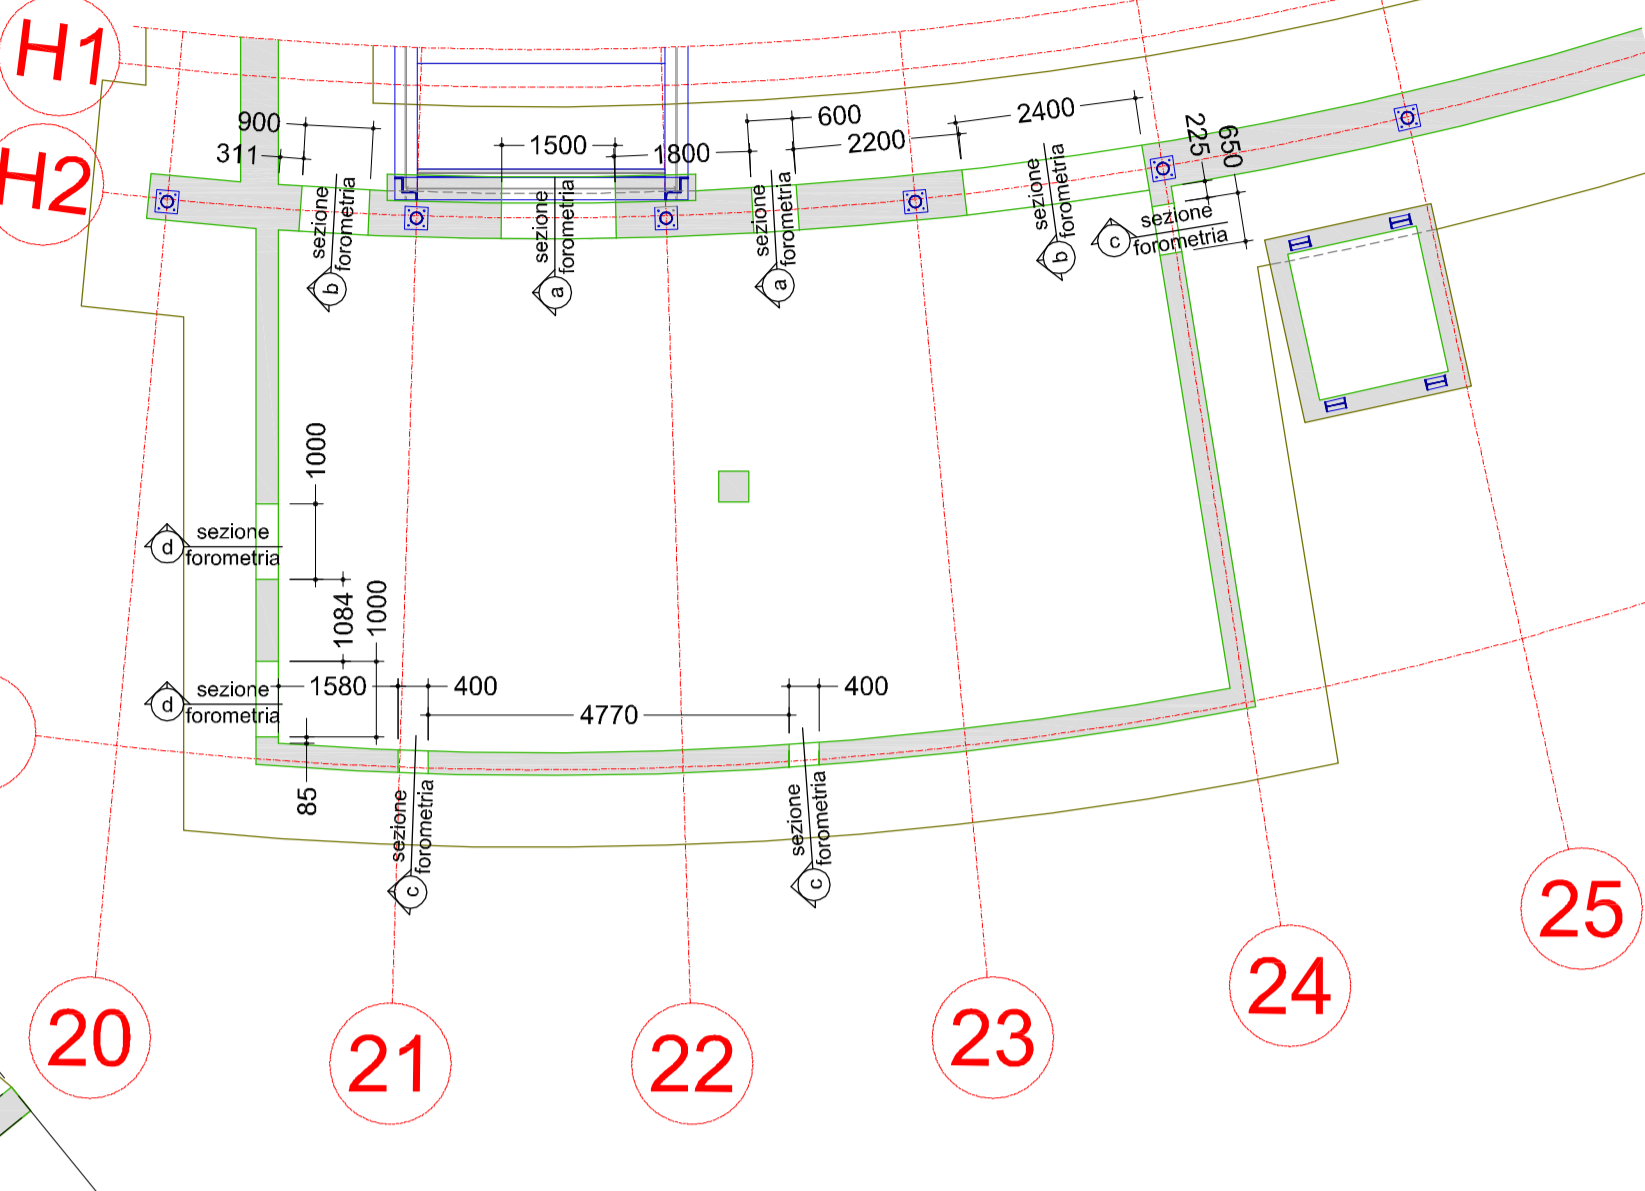 H1
H2
900
311
1500
1800
600
2200
2400
225
650
sezione
forometria
b
sezione
forometria
a
sezione
forometria
a
sezione
forometria
b
sezione
forometria
c
1000
sezione
forometria
d
1084
1000
sezione
forometria
d
1580
400
4770
400
85
sezione
forometria
c
sezione
forometria
c
20
21
22
23
24
25